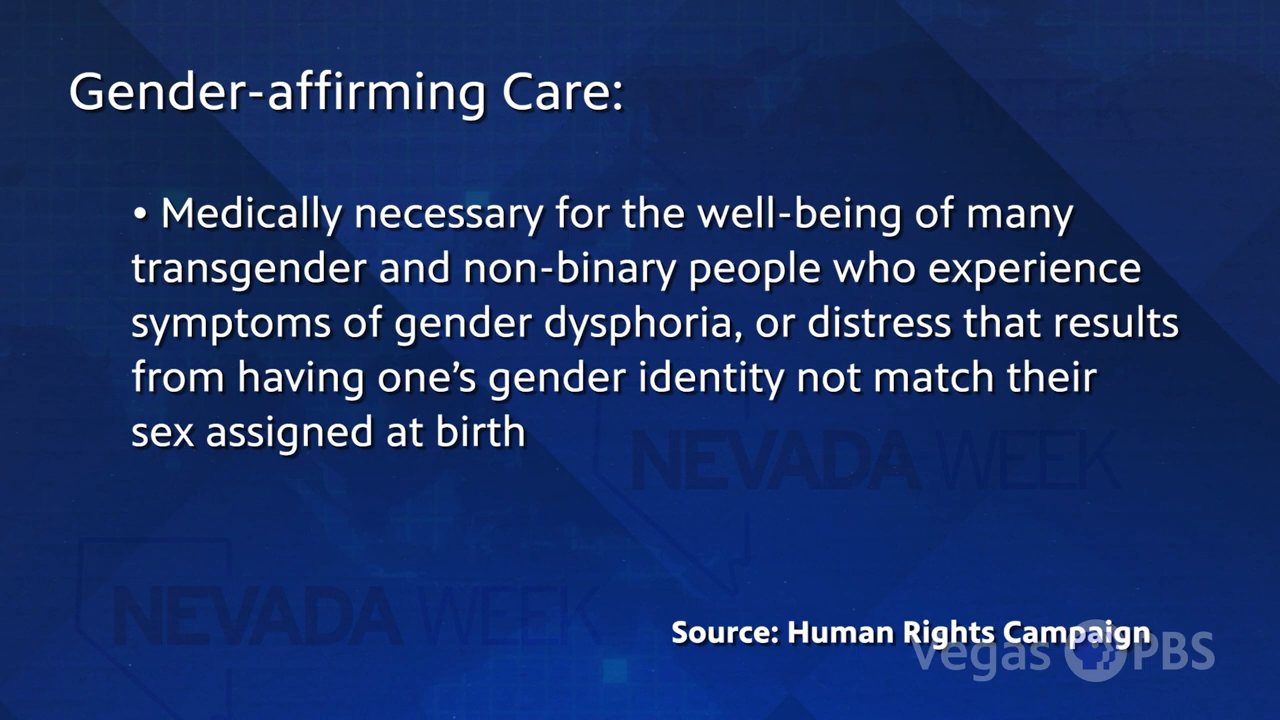 Gender-affirming Care:
• Medically necessary for the well-being of many
transgender and non-binary people who experience
symptoms of gender dysphoria, or distress that results
from having one’s gender identity not match their
sex assigned at birth
NEVADA WEEK
NEVADA WEEK
Source: Human Rights Campaign
Vegas PBS